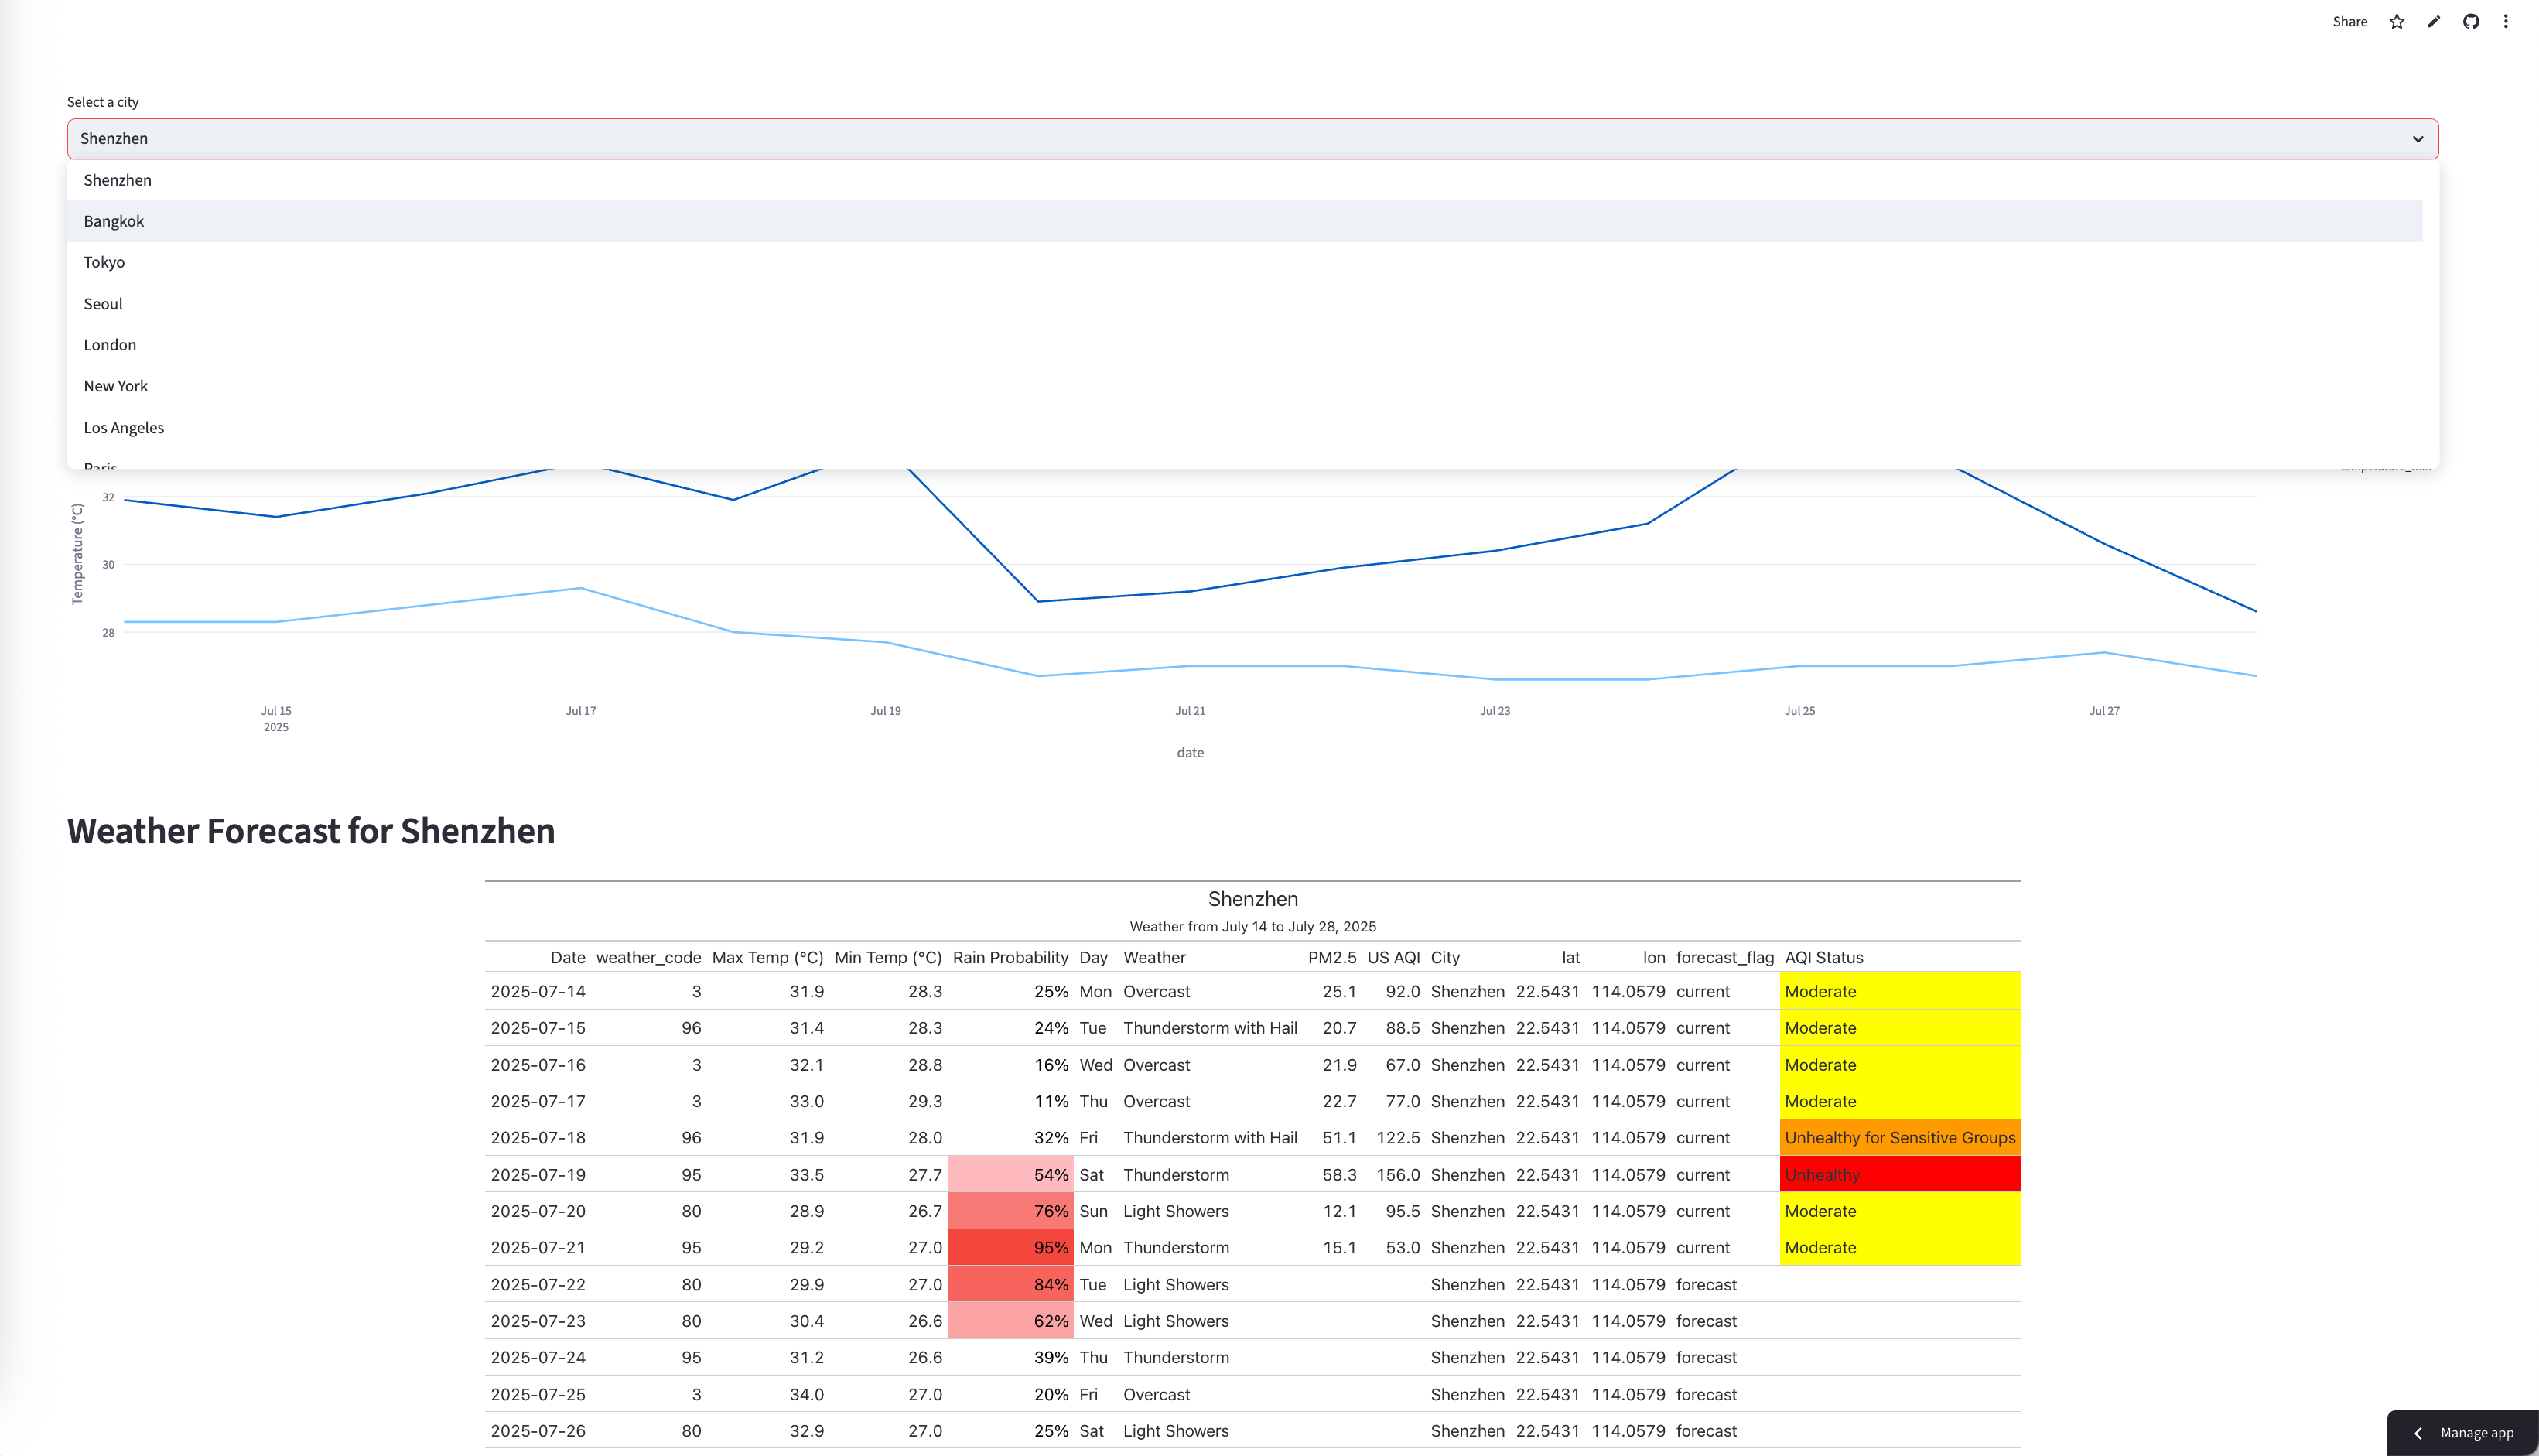 Share
Select a city
Shenzhen
Shenzhen
Bangkok
Tokyo
Seoul
London
New York
Los Angeles
Paris
32
30
28
Temperature (°C)
Jul 15 Jul 17 Jul 19 Jul 21 Jul 23 Jul 25 Jul 27
2025
date
Weather Forecast for Shenzhen
Shenzhen
Weather from July 14 to July 28, 2025
Date weather_code Max Temp (°C) Min Temp (°C) Rain Probability Day Weather PM2.5 US AQI City lat lon forecast_flag AQI Status
2025-07-14 3 31.9 28.3 25% Mon Overcast 25.1 92.0 Shenzhen 22.5431 114.0579 current Moderate
2025-07-15 96 31.4 28.3 24% Tue Thunderstorm with Hail 20.7 88.5 Shenzhen 22.5431 114.0579 current Moderate
2025-07-16 3 32.1 28.8 16% Wed Overcast 21.9 67.0 Shenzhen 22.5431 114.0579 current Moderate
2025-07-17 3 33.0 29.3 11% Thu Overcast 22.7 77.0 Shenzhen 22.5431 114.0579 current Moderate
2025-07-18 96 31.9 28.0 32% Fri Thunderstorm with Hail 51.1 122.5 Shenzhen 22.5431 114.0579 current Unhealthy for Sensitive Groups
2025-07-19 95 33.5 27.7 54% Sat Thunderstorm 58.3 156.0 Shenzhen 22.5431 114.0579 current Unhealthy
2025-07-20 80 28.9 26.7 76% Sun Light Showers 12.1 95.5 Shenzhen 22.5431 114.0579 current Moderate
2025-07-21 95 29.2 27.0 95% Mon Thunderstorm 15.1 53.0 Shenzhen 22.5431 114.0579 current Moderate
2025-07-22 80 29.9 27.0 84% Tue Light Showers Shenzhen 22.5431 114.0579 forecast
2025-07-23 80 30.4 26.6 62% Wed Light Showers Shenzhen 22.5431 114.0579 forecast
2025-07-24 95 31.2 26.6 39% Thu Thunderstorm Shenzhen 22.5431 114.0579 forecast
2025-07-25 3 34.0 27.0 20% Fri Overcast Shenzhen 22.5431 114.0579 forecast
2025-07-26 80 32.9 27.0 25% Sat Light Showers Shenzhen 22.5431 114.0579 forecast
Manage app